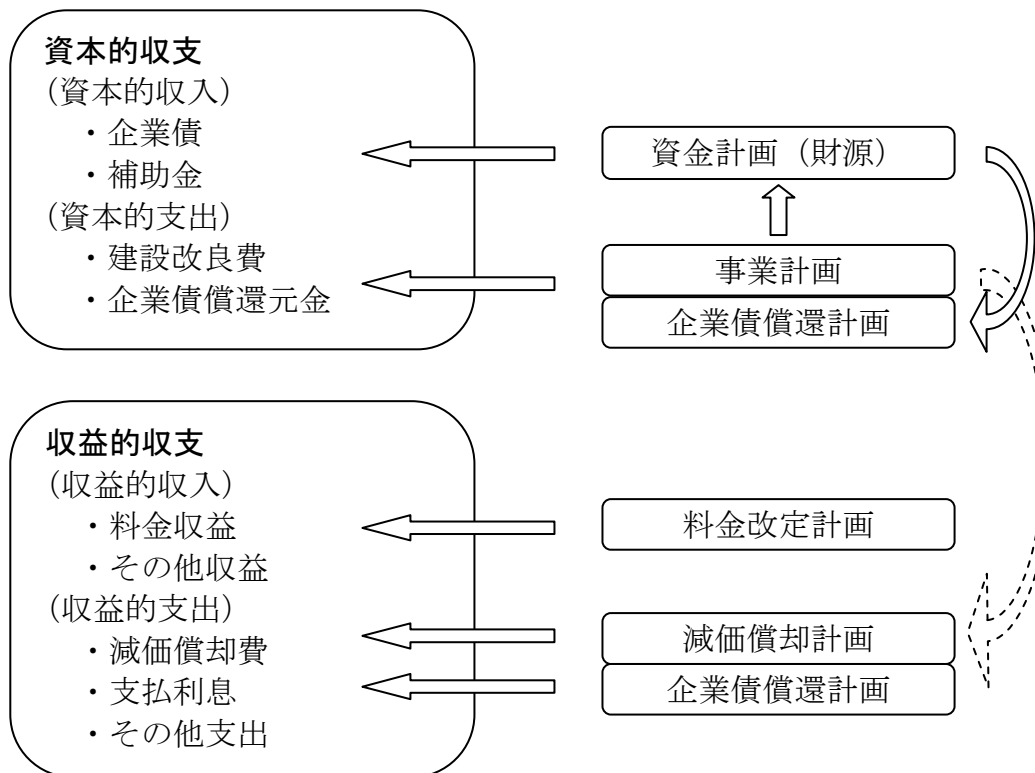 資本的収支
(資本的収入)
・企業債
・補助金
(資本的支出)
・建設改良費
・企業債償還元金
資金計画（財源）
事業計画
企業債償還計画
収益的収支
(収益的収入)
・料金収益
・その他収益
(収益的支出)
・減価償却費
・支払利息
・その他支出
料金改定計画
減価償却計画
企業債償還計画